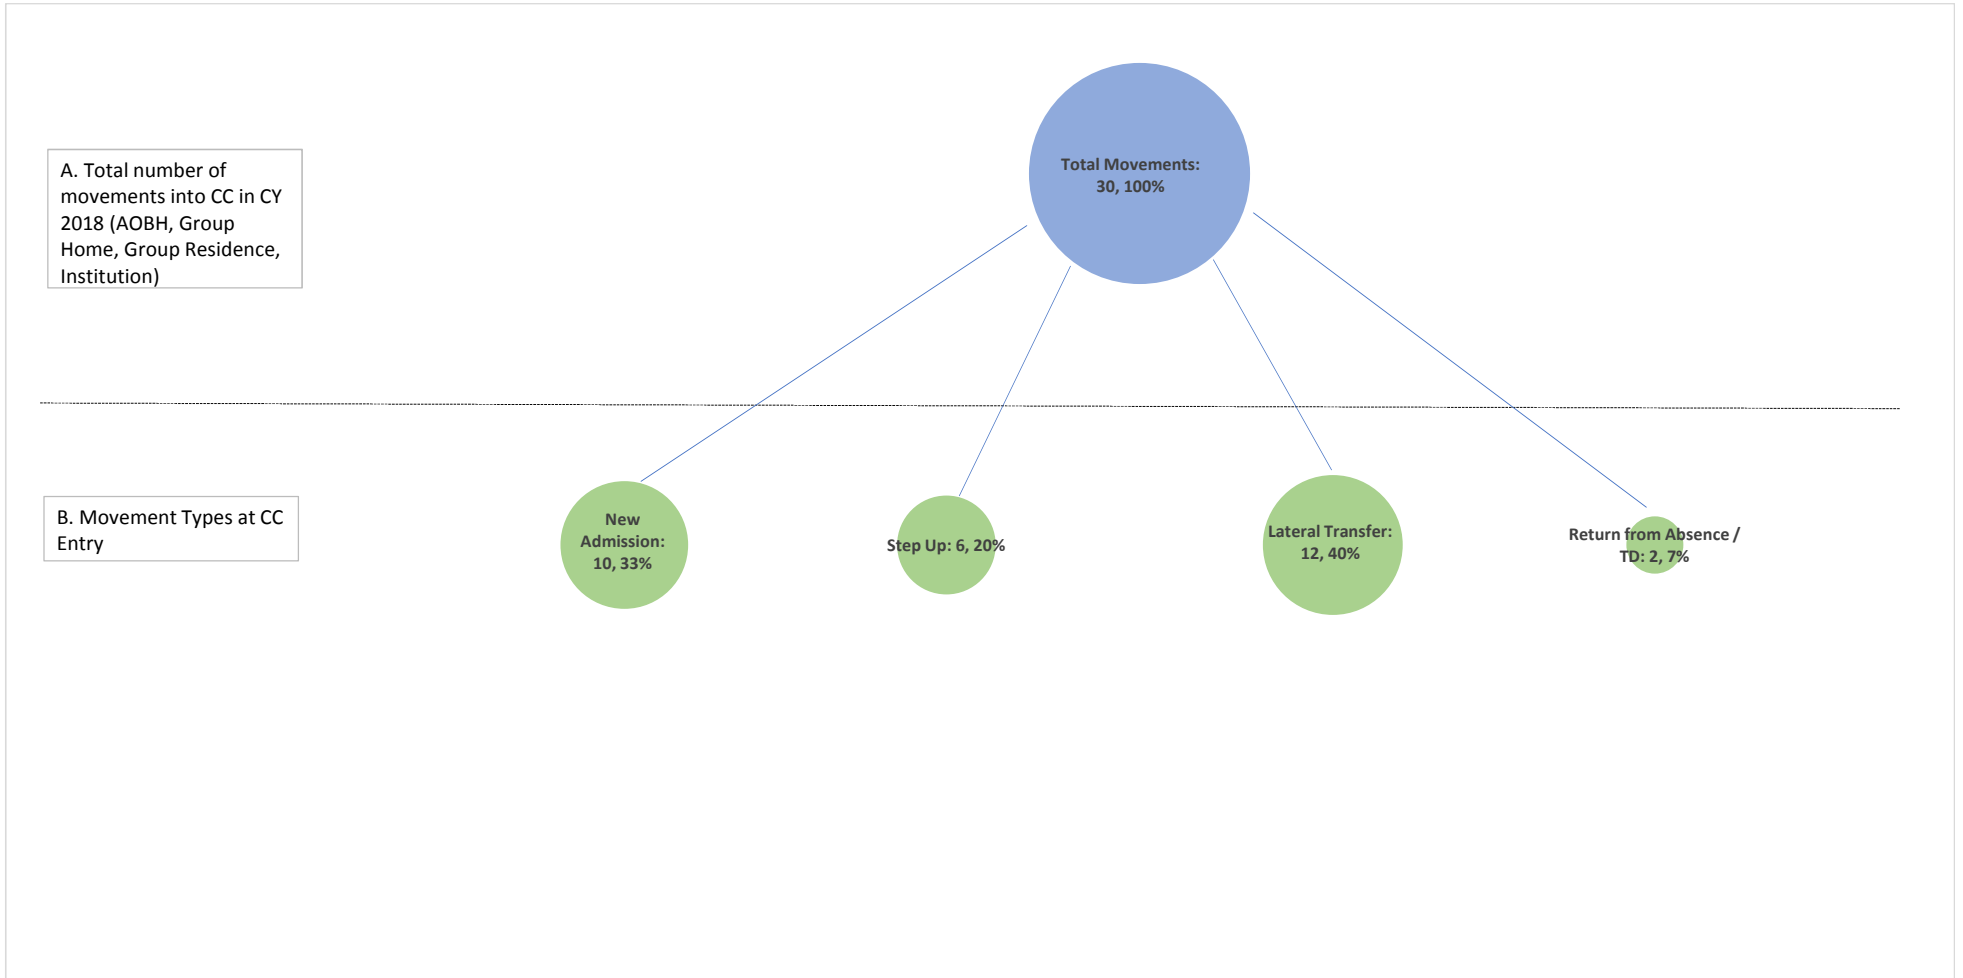 Total Movements:
30, 100%
A. Total number of
movements into CC in CY
2018 (AOBH, Group
Home, Group Residence,
Institution)
B. Movement Types at CC
Entry
New
Admission:
10, 33%
Step Up: 6, 20%
Lateral Transfer:
12, 40%
Return from Absence /
TD: 2, 7%